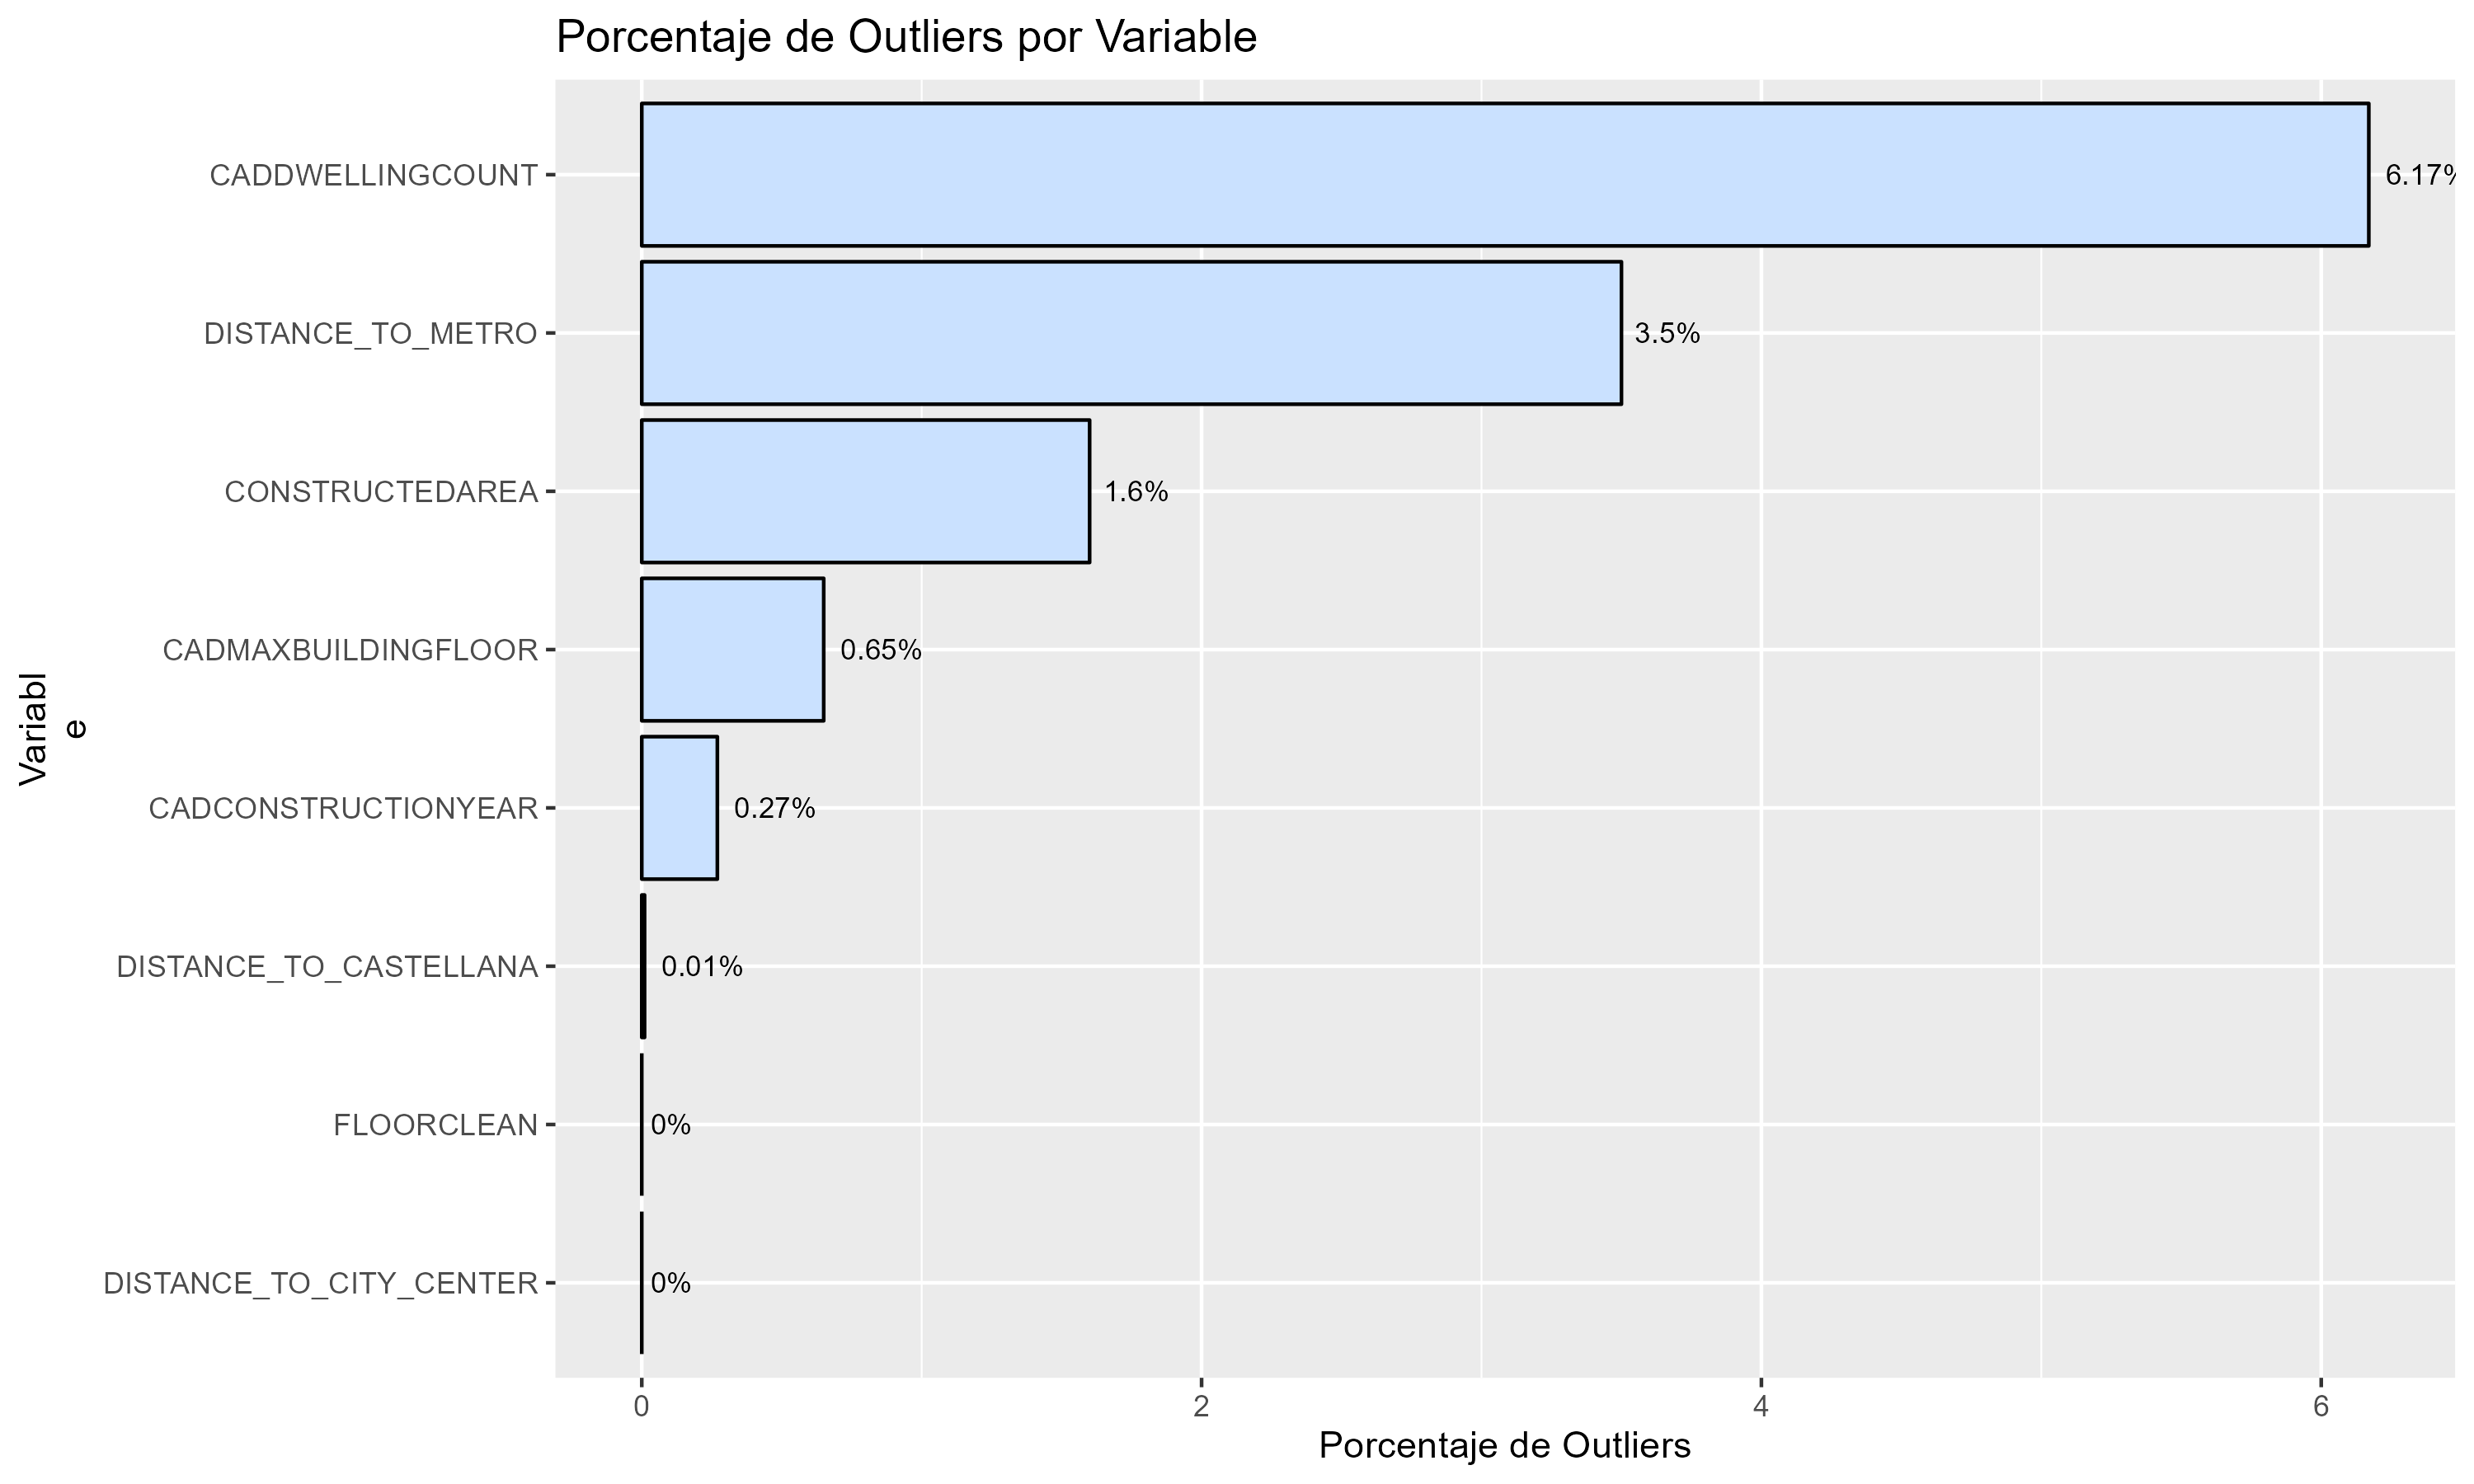 Porcentaje de Outliers por Variable
CADDWELLINGCOUNT
6.17%
DISTANCE_TO_METRO
3.5%
CONSTRUCTEDAREA
1.6%
CADMAXBUILDINGFLOOR
0.65%
Variabl
e
CADCONSTRUCTIONYEAR
0.27%
DISTANCE_TO_CASTELLANA
0.01%
FLOORCLEAN
0%
DISTANCE_TO_CITY_CENTER
0%
0 2 4 6
Porcentaje de Outliers